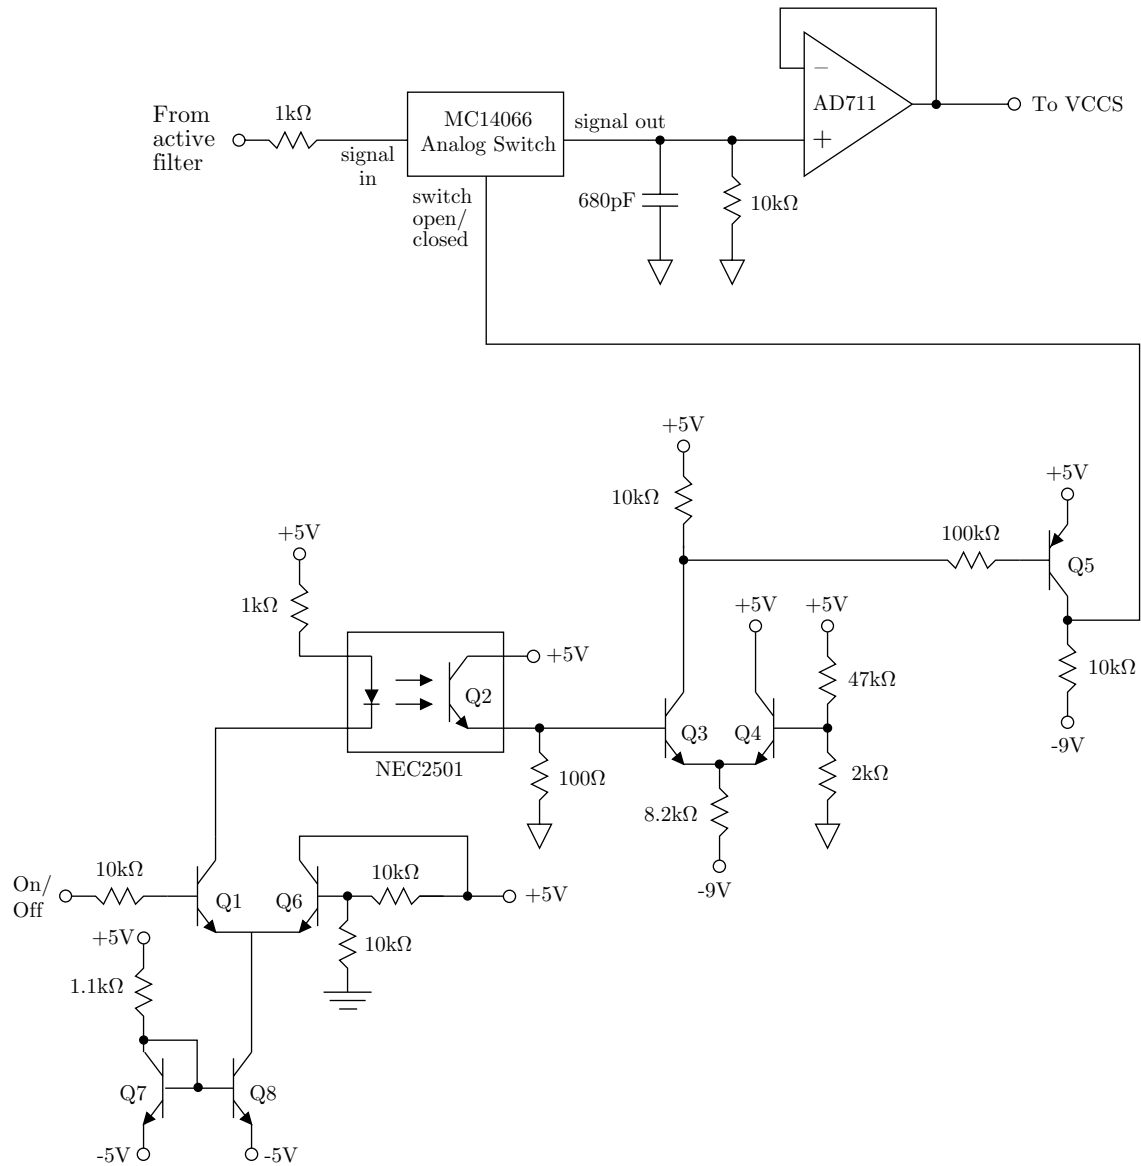 AD711
To VCCS
From
active
filter
1kΩ
signal
in
MC14066
Analog Switch
signal out
switch
open/
closed
680pF
10kΩ
+5V
10kΩ
+5V
100kΩ
Q5
10kΩ
-9V
+5V
1kΩ
+5V
Q2
NEC2501
100Ω
+5V
+5V
47kΩ
Q3
Q4
2kΩ
8.2kΩ
-9V
On/
Off
10kΩ
Q1
Q6
10kΩ
+5V
10kΩ
+5V
1.1kΩ
Q7
Q8
-5V
-5V